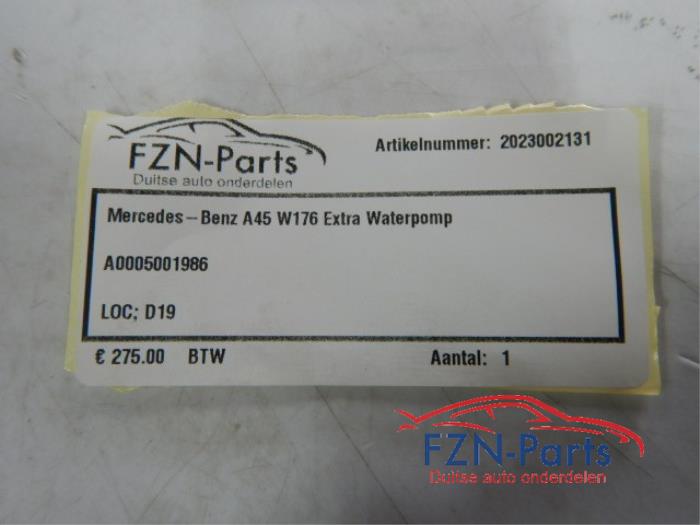 FZN-Parts
Duitse auto onderdelen
Artikelnummer: 2023002131
Mercedes-Benz A45 W176 Extra Waterpomp
A0005001986
LOC; D19
€ 275.00 BTW Aantal: 1
FZN-Parts
Duitse auto onderdelen